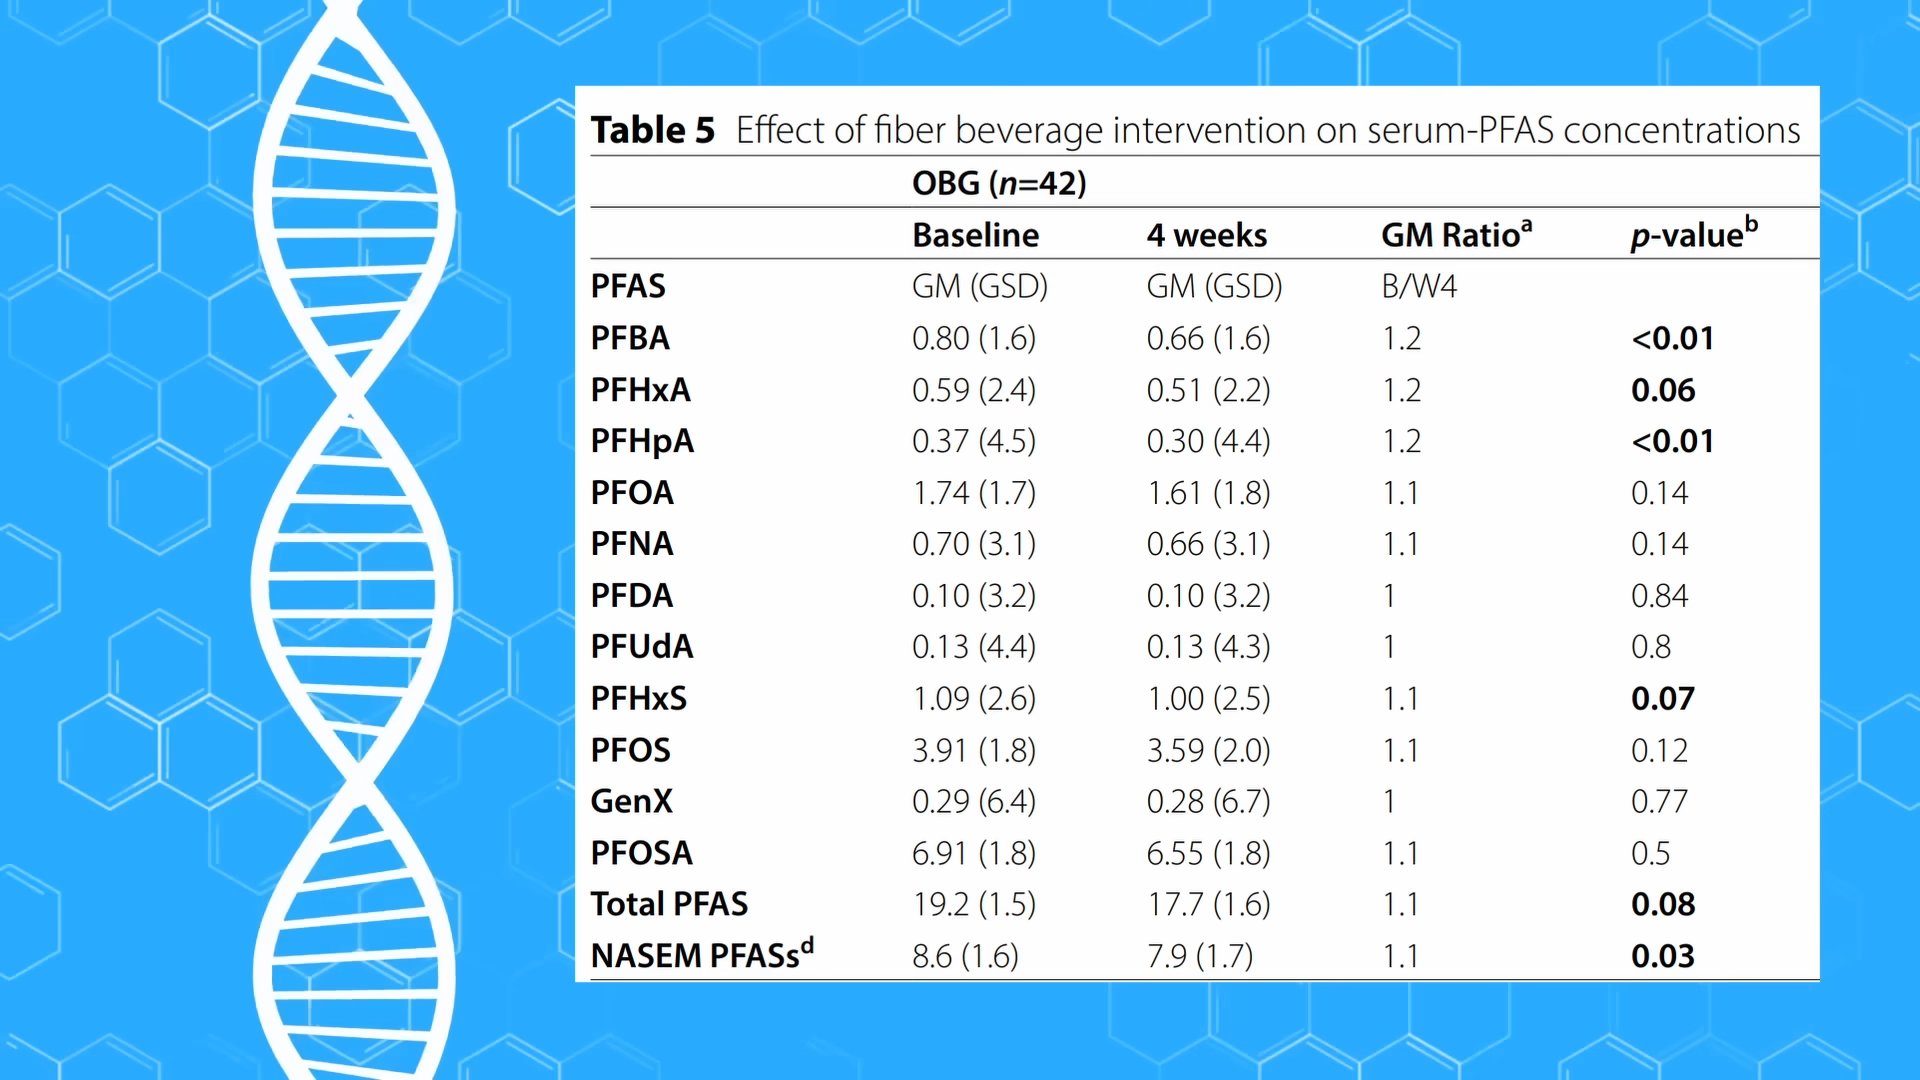 Table 5 Effect of fiber beverage intervention on serum-PFAS concentrations
OBG (n=42)
Baseline 4 weeks GM Ratioᵃ p-valueᵇ
PFAS GM (GSD) GM (GSD) B/W4
PFBA 0.80 (1.6) 0.66 (1.6) 1.2 <0.01
PFHxA 0.59 (2.4) 0.51 (2.2) 1.2 0.06
PFHpA 0.37 (4.5) 0.30 (4.4) 1.2 <0.01
PFOA 1.74 (1.7) 1.61 (1.8) 1.1 0.14
PFNA 0.70 (3.1) 0.66 (3.1) 1.1 0.14
PFDA 0.10 (3.2) 0.10 (3.2) 1 0.84
PFUdA 0.13 (4.4) 0.13 (4.3) 1 0.8
PFHxS 1.09 (2.6) 1.00 (2.5) 1.1 0.07
PFOS 3.91 (1.8) 3.59 (2.0) 1.1 0.12
GenX 0.29 (6.4) 0.28 (6.7) 1 0.77
PFOSA 6.91 (1.8) 6.55 (1.8) 1.1 0.5
Total PFAS 19.2 (1.5) 17.7 (1.6) 1.1 0.08
NASEM PFASsᵈ 8.6 (1.6) 7.9 (1.7) 1.1 0.03